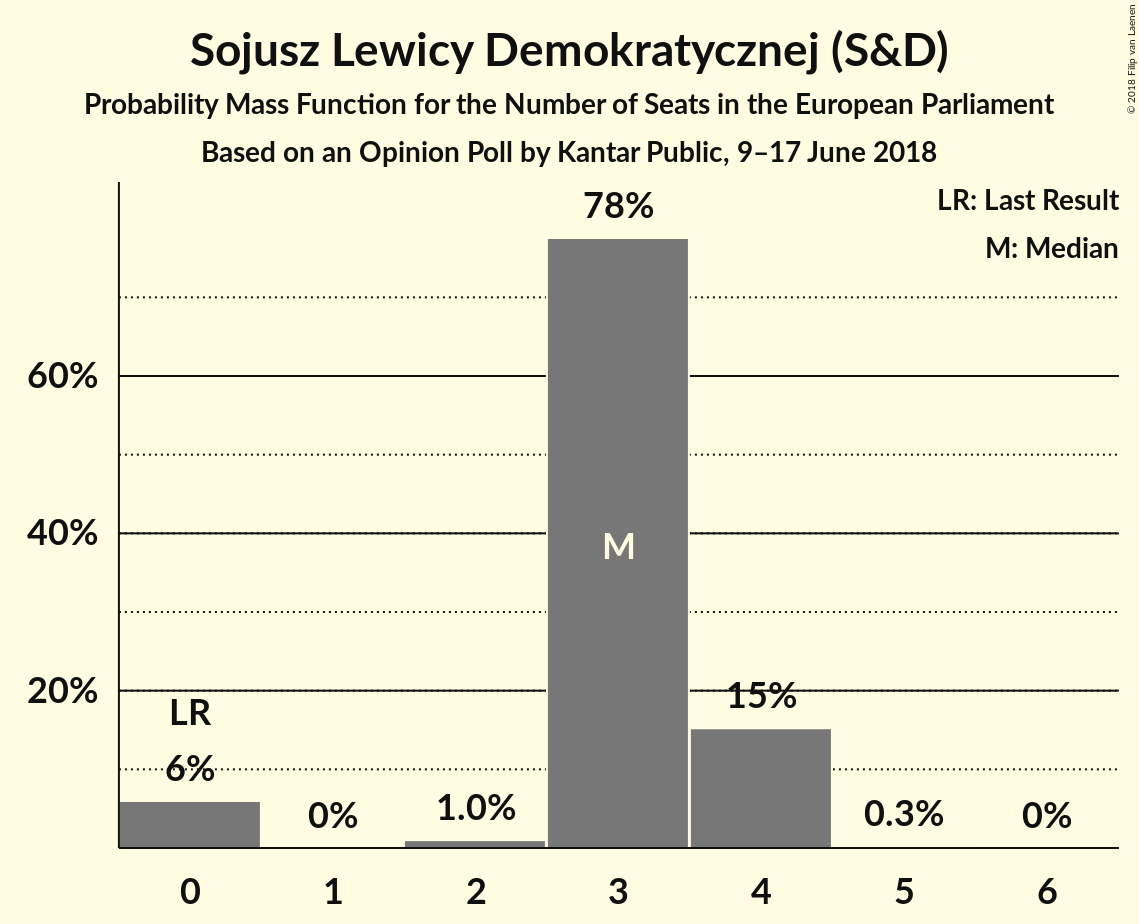 Sojusz Lewicy Demokratycznej (S&D)
Probability Mass Function for the Number of Seats in the European Parliament
Based on an Opinion Poll by Kantar Public, 9–17 June 2018
© 2018 Filip van Laenen
LR: Last Result
M: Median
78%
60%
40%
M
20%
15%
LR
6%
0%
1.0%
0.3%
0%
0 1 2 3 4 5 6